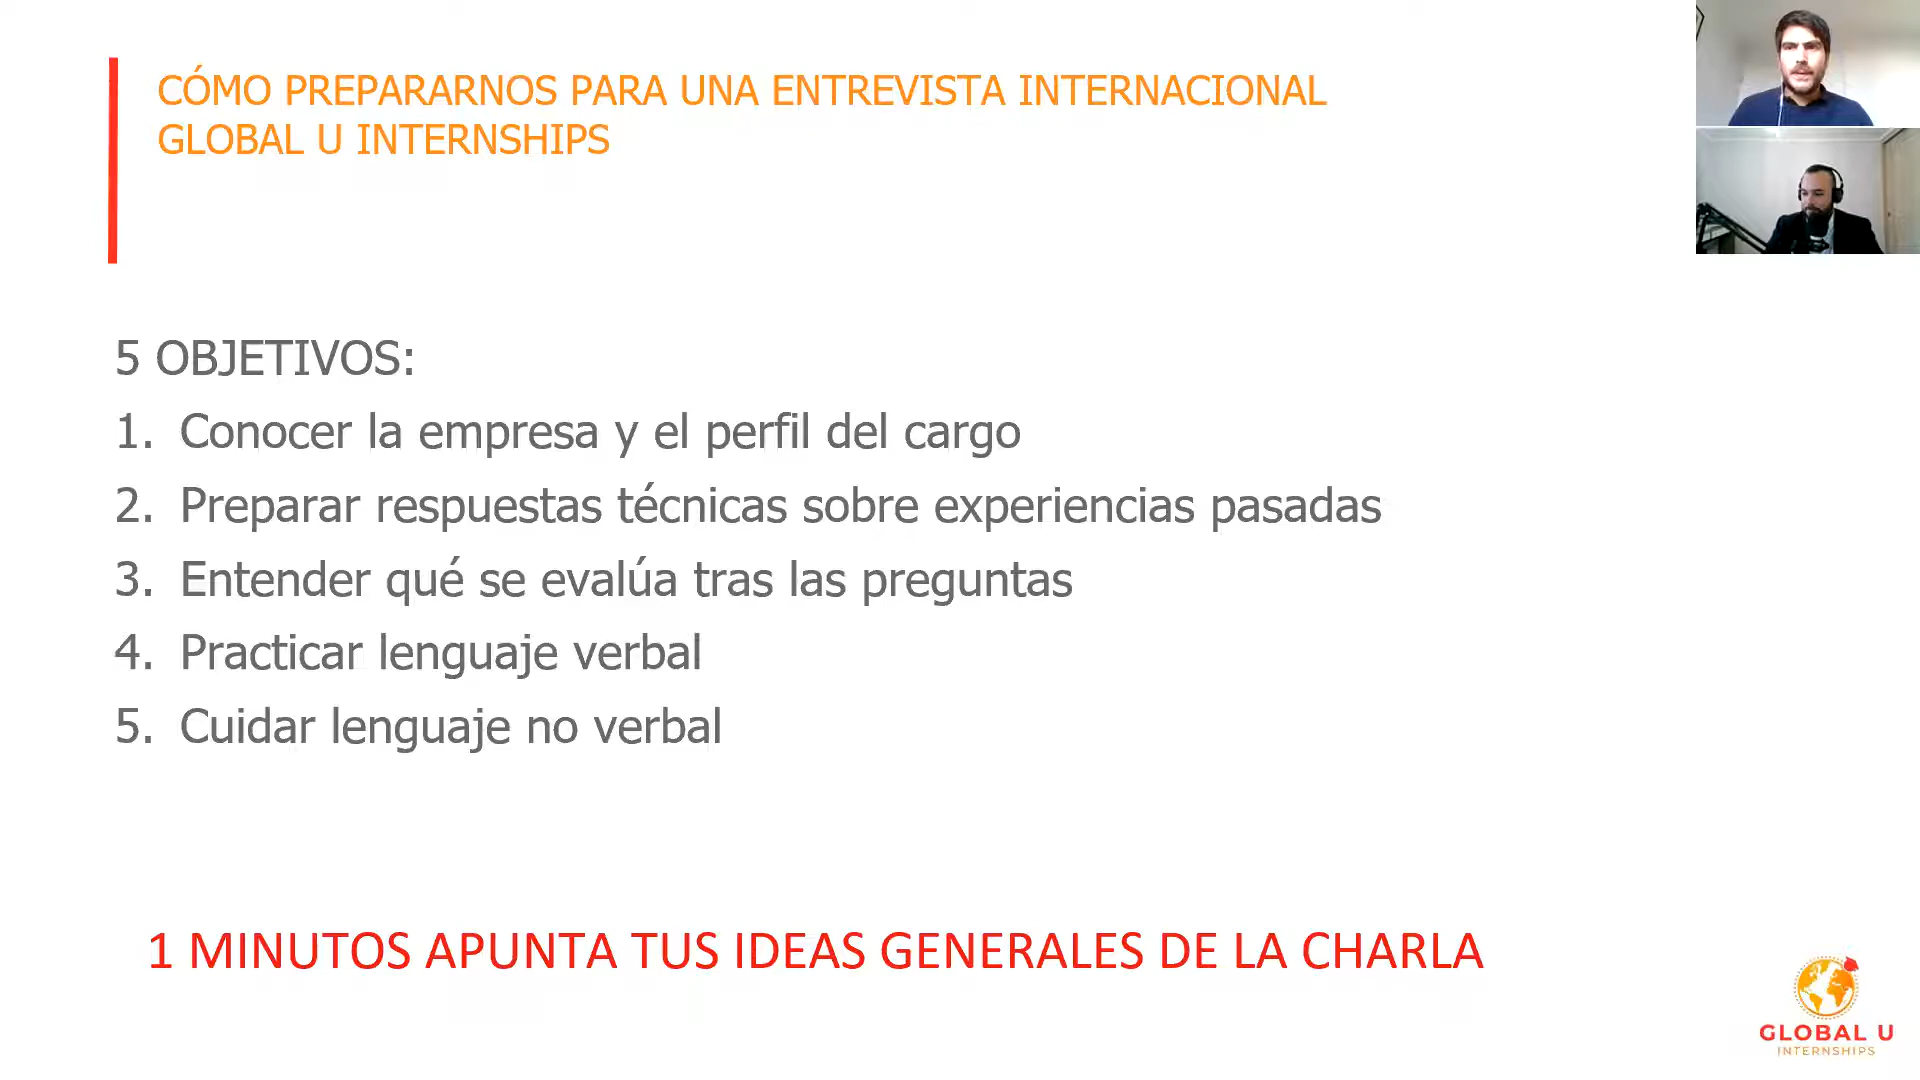 CÓMO PREPARARNOS PARA UNA ENTREVISTA INTERNACIONAL
GLOBAL U INTERNSHIPS
5 OBJETIVOS:
1. Conocer la empresa y el perfil del cargo
2. Preparar respuestas técnicas sobre experiencias pasadas
3. Entender qué se evalúa tras las preguntas
4. Practicar lenguaje verbal
5. Cuidar lenguaje no verbal
1 MINUTOS APUNTA TUS IDEAS GENERALES DE LA CHARLA
GLOBAL U
INTERNSHIPS